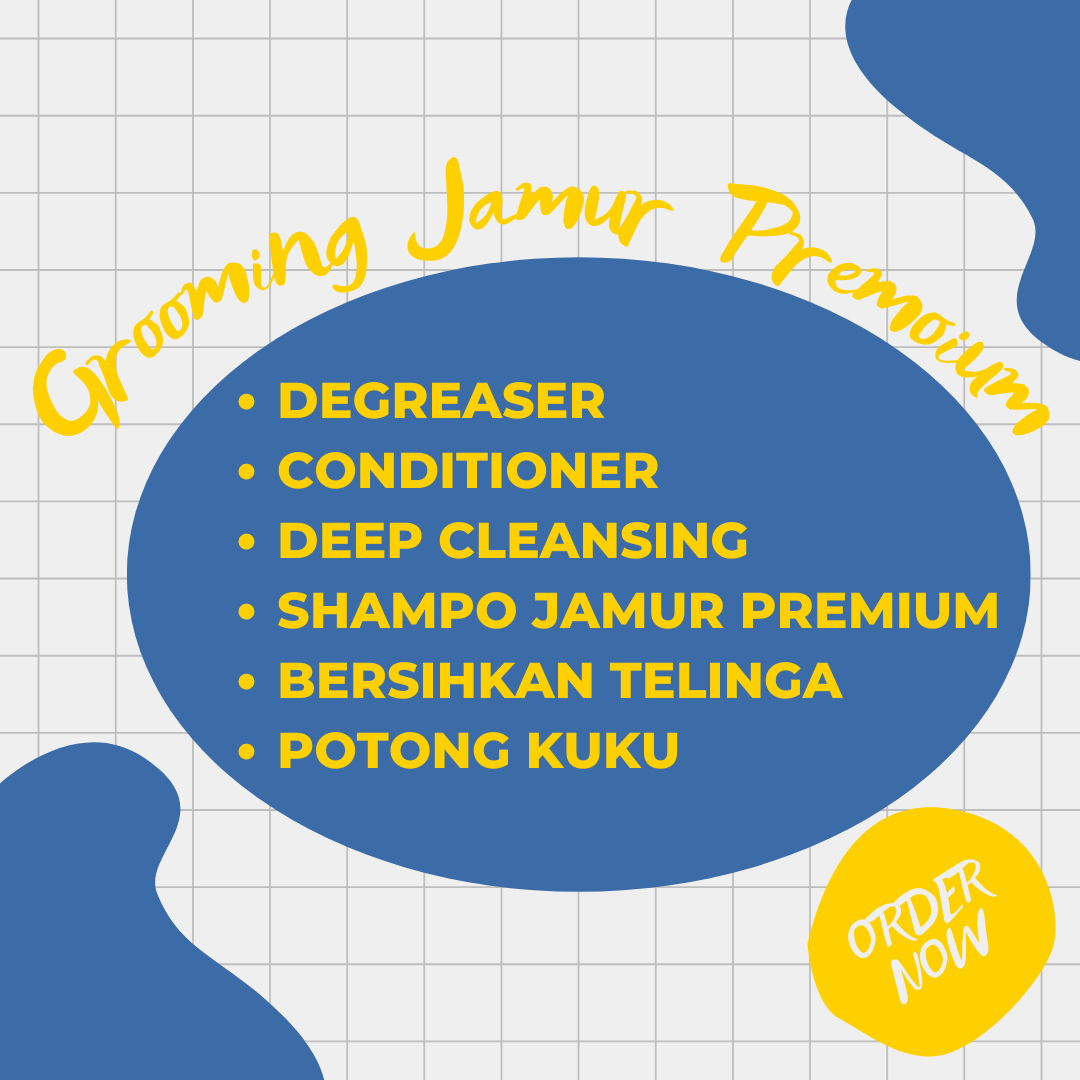 Grooming Jamur Premoium
• DEGREASER
• CONDITIONER
• DEEP CLEANSING
• SHAMPO JAMUR PREMIUM
• BERSIHKAN TELINGA
• POTONG KUKU
ORDER
NOW